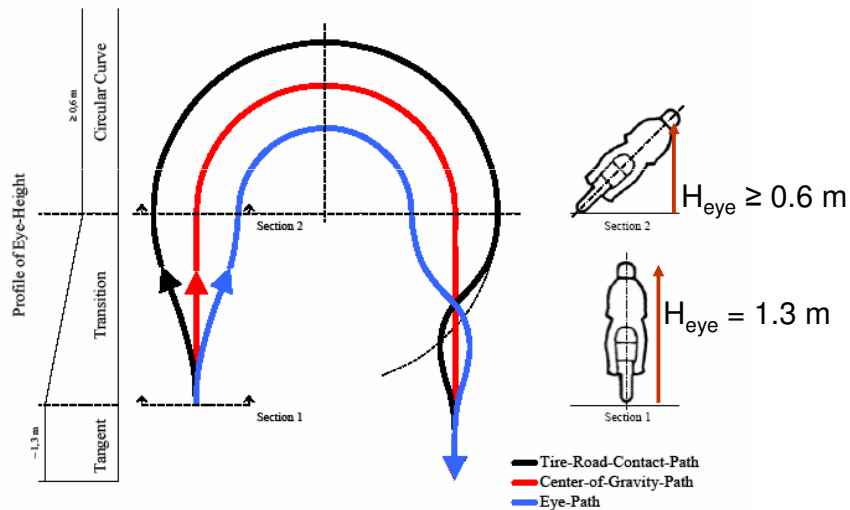 Profile of Eye-Height
≥ 0,6 m
Circular Curve
Transition
~ 1,3 m
Tangent
Section 2
Section 1
Heye ≥ 0.6 m
Section 2
Heye = 1.3 m
Section 1
Tire-Road-Contact-Path
Center-of-Gravity-Path
Eye-Path